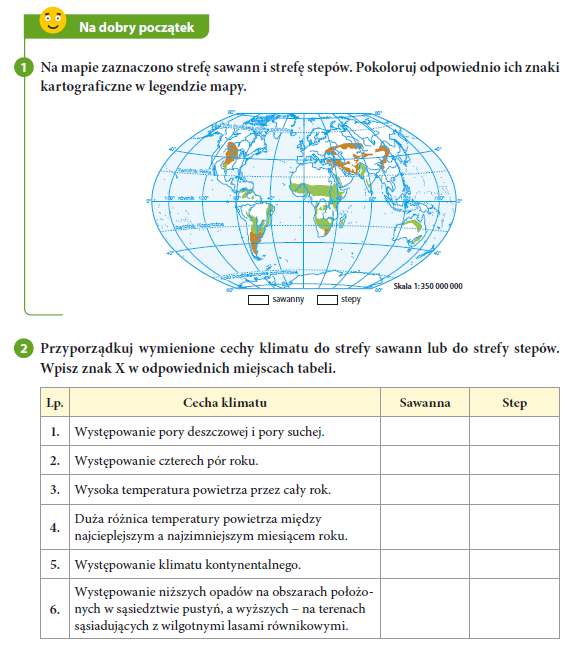 Na dobry początek
1 Na mapie zaznaczono strefę sawann i strefę stepów. Pokoloruj odpowiednio ich znaki
kartograficzne w legendzie mapy.
równik
Skala 1:350 000 000
sawanny stepy
2 Przyporządkuj wymienione cechy klimatu do strefy sawann lub do strefy stepów.
Wpisz znak X w odpowiednich miejscach tabeli.
Lp. Cecha klimatu Sawanna Step
1. Występowanie pory deszczowej i pory suchej.
2. Występowanie czterech pór roku.
3. Wysoka temperatura powietrza przez cały rok.
4. Duża różnica temperatury powietrza między
najcieplejszym a najzimniejszym miesiącem roku.
5. Występowanie klimatu kontynentalnego.
6. Występowanie niższych opadów na obszarach położo-
nych w sąsiedztwie pustyń, a wyższych – na terenach
sąsiadujących z wilgotnymi lasami równikowymi.